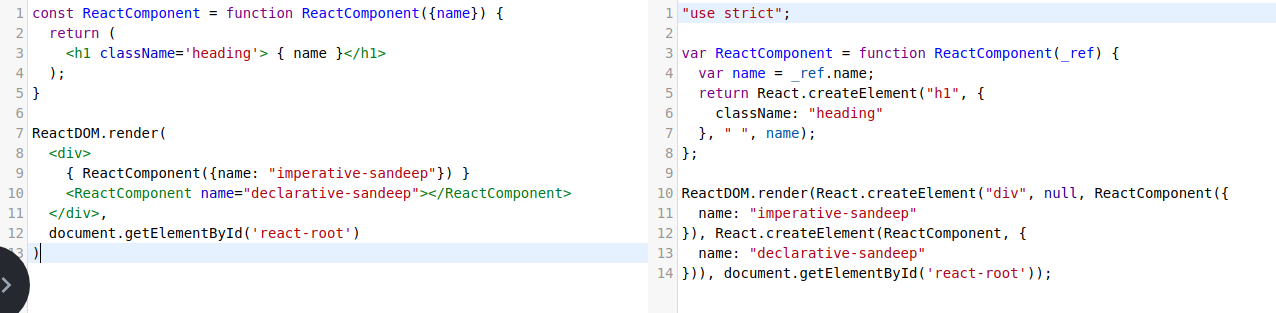 1 const ReactComponent = function ReactComponent({name}) {
2   return (
3     <h1 className='heading'> { name }</h1>
4   );
5 }
6
7 ReactDOM.render(
8   <div>
9     { ReactComponent({name: "imperative-sandeep"}) }
10     <ReactComponent name="declarative-sandeep"></ReactComponent>
11   </div>,
12   document.getElementById('react-root')
13 )
1 "use strict";
2
3 var ReactComponent = function ReactComponent(_ref) {
4   var name = _ref.name;
5   return React.createElement("h1", {
6     className: "heading"
7   }, " ", name);
8 };
9
10 ReactDOM.render(React.createElement("div", null, ReactComponent({
11   name: "imperative-sandeep"
12 }), React.createElement(ReactComponent, {
13   name: "declarative-sandeep"
14 })), document.getElementById('react-root'));